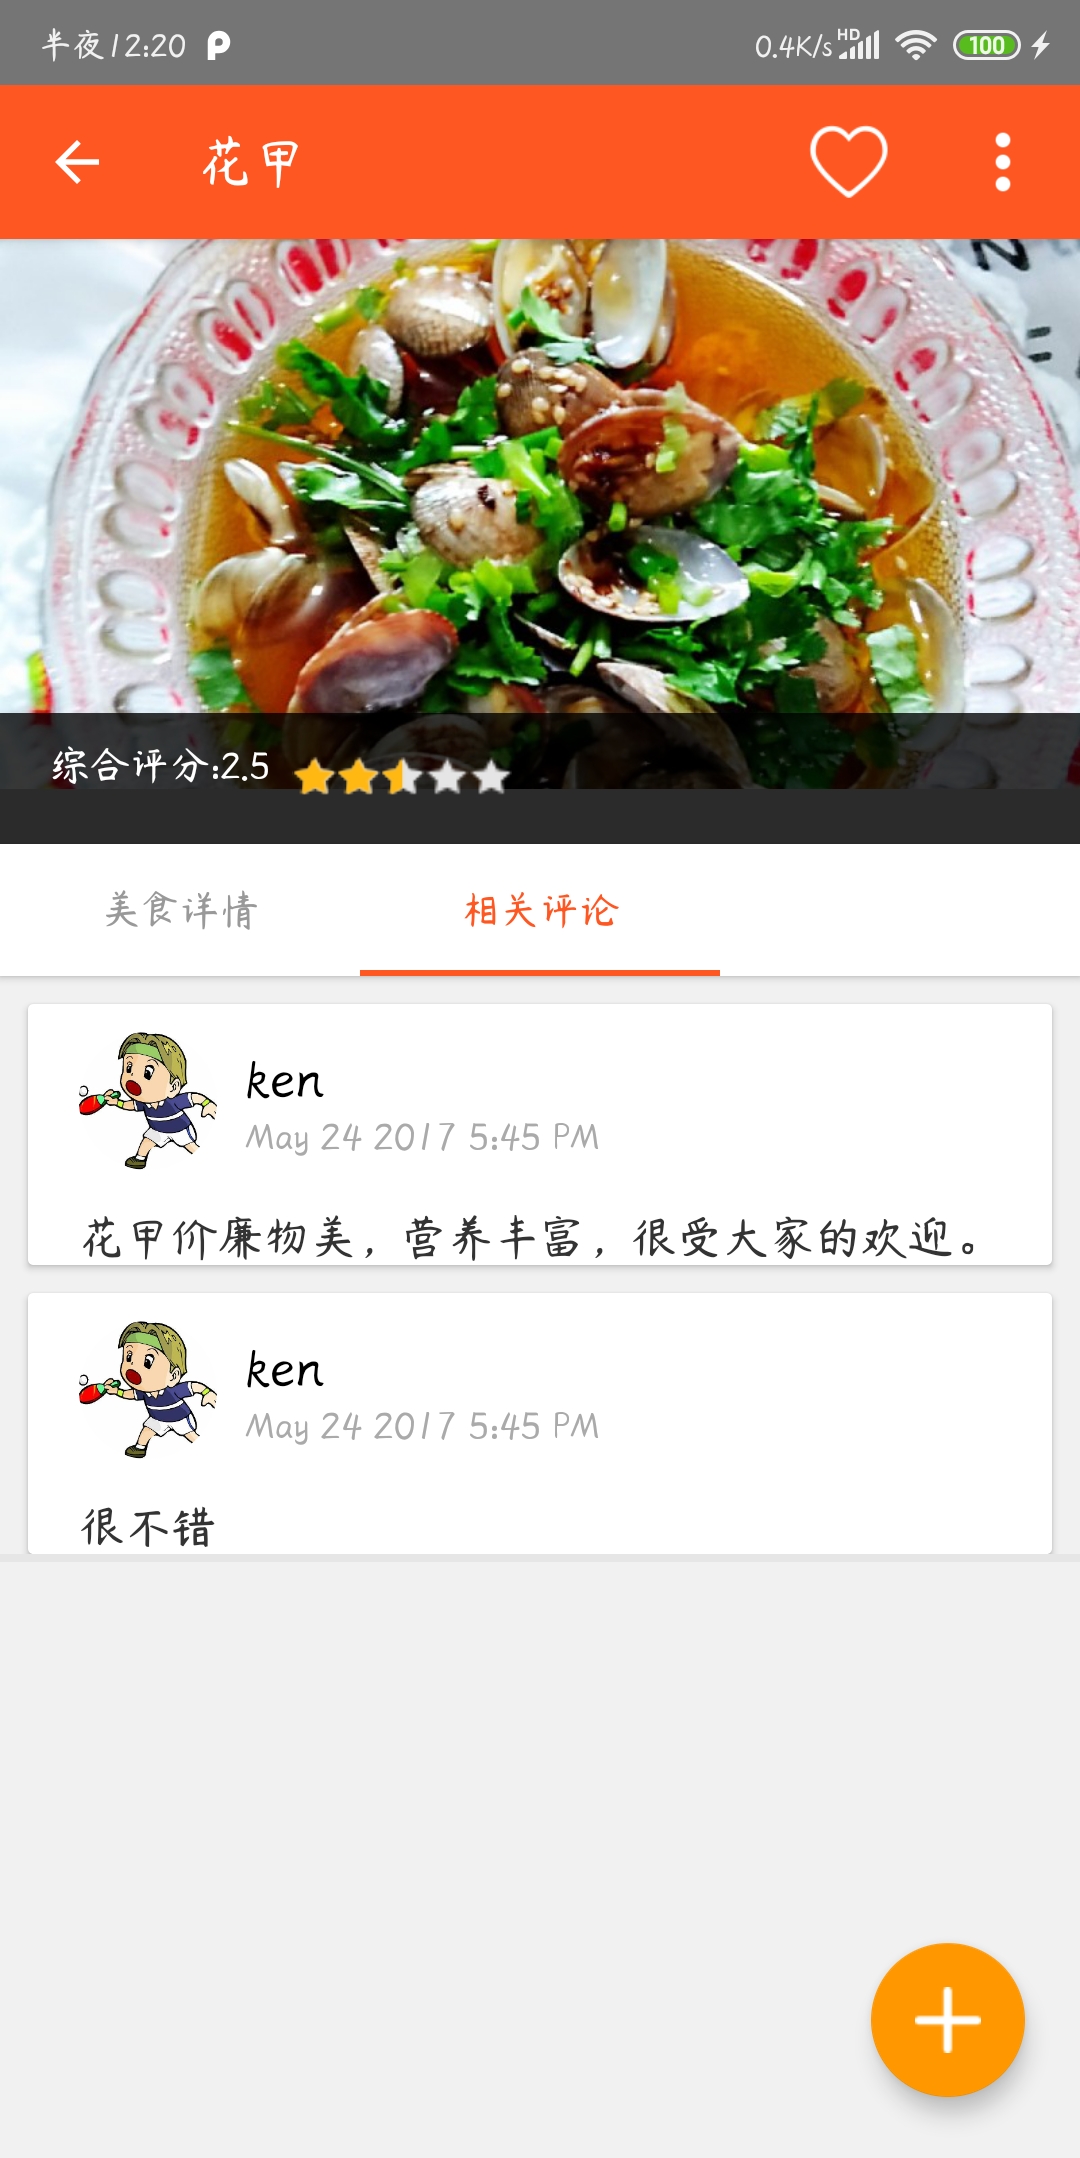 半夜12:20
0.4K/s HD 100
花甲
综合评分:2.5
美食详情 相关评论
ken
May 24 2017 5:45 PM
花甲价廉物美，营养丰富，很受大家的欢迎。
ken
May 24 2017 5:45 PM
很不错